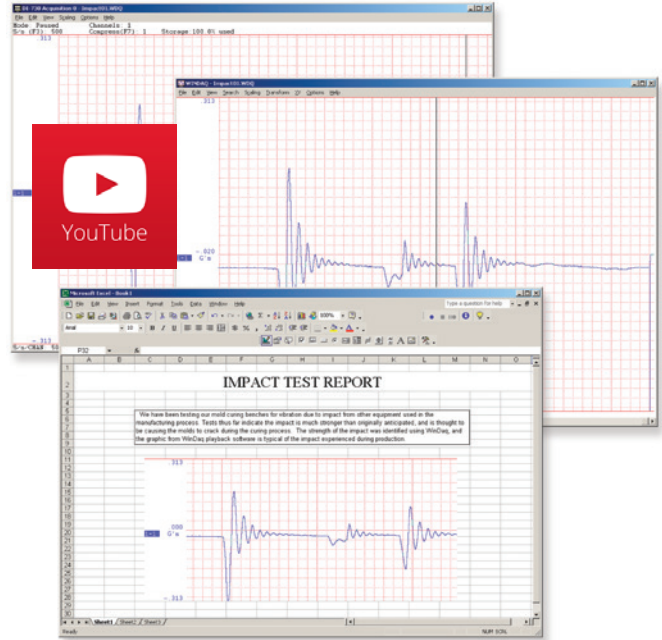 DI-730 Acquisition 0 - Impact01.WDQ
File Edit View Scaling Options Help
Mode: Paused Channels: 1
S/s (F3): 500 Compress(F7): 1 Storage:100.0% used
.313
WINDAQ - Impact01.WDQ
File Edit View Search Scaling Transform Options Help
.313
YouTube
-.020
G's
-.313
Microsoft Excel - Book1
File Edit View Insert Format Tools Data Window Help
Type a question for help
Arial 10
P32
A B C D E F G H I J K L M N O
IMPACT TEST REPORT
We have been testing our mold curing benches for vibration due to impact from other equipment used in the
manufacturing process. Tests thus far indicate the impact is much stronger than originally anticipated, and is thought to
be causing the molds to crack during the curing process. The strength of the impact was identified using WinDaq, and
the graphic from WinDaq playback software is typical of the impact experienced during production.
.313
.000
G's
-.313
Sheet1 Sheet2 Sheet3
Ready
NUM